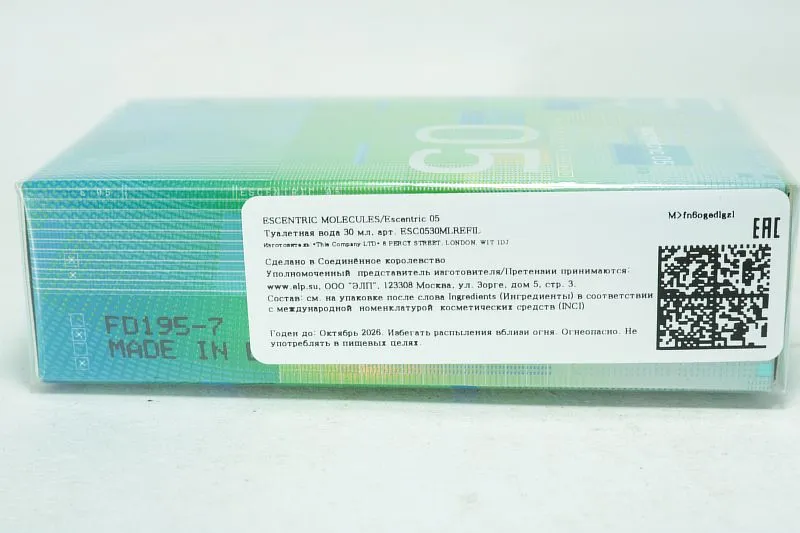 05
ESCENTRIC 05
ESCENTRIC MOLECULES/Escentric 05
Туалетная вода 30 мл, арт. ESC0530MLREFIL
Изготовитель "This Company LTD" 8 PERCY STREET, LONDON, W1T 1DJ
Сделано в Соединённое королевство
Уполномоченный представитель изготовителя/Претензии принимаются:
www.elp.su, ООО "ЭЛП", 123308 Москва, ул. Зорге, дом 5, стр. 3.
Состав: см. на упаковке после слова Ingredients (Ингредиенты) в соответствии
с международной номенклатурой косметических средств (INCI)
Годен до: Октябрь 2026. Избегать распыления вблизи огня. Огнеопасно. Не
употреблять в пищевых целях.
M>fn6ogedlgzl
EAC
FD195-7
MADE IN